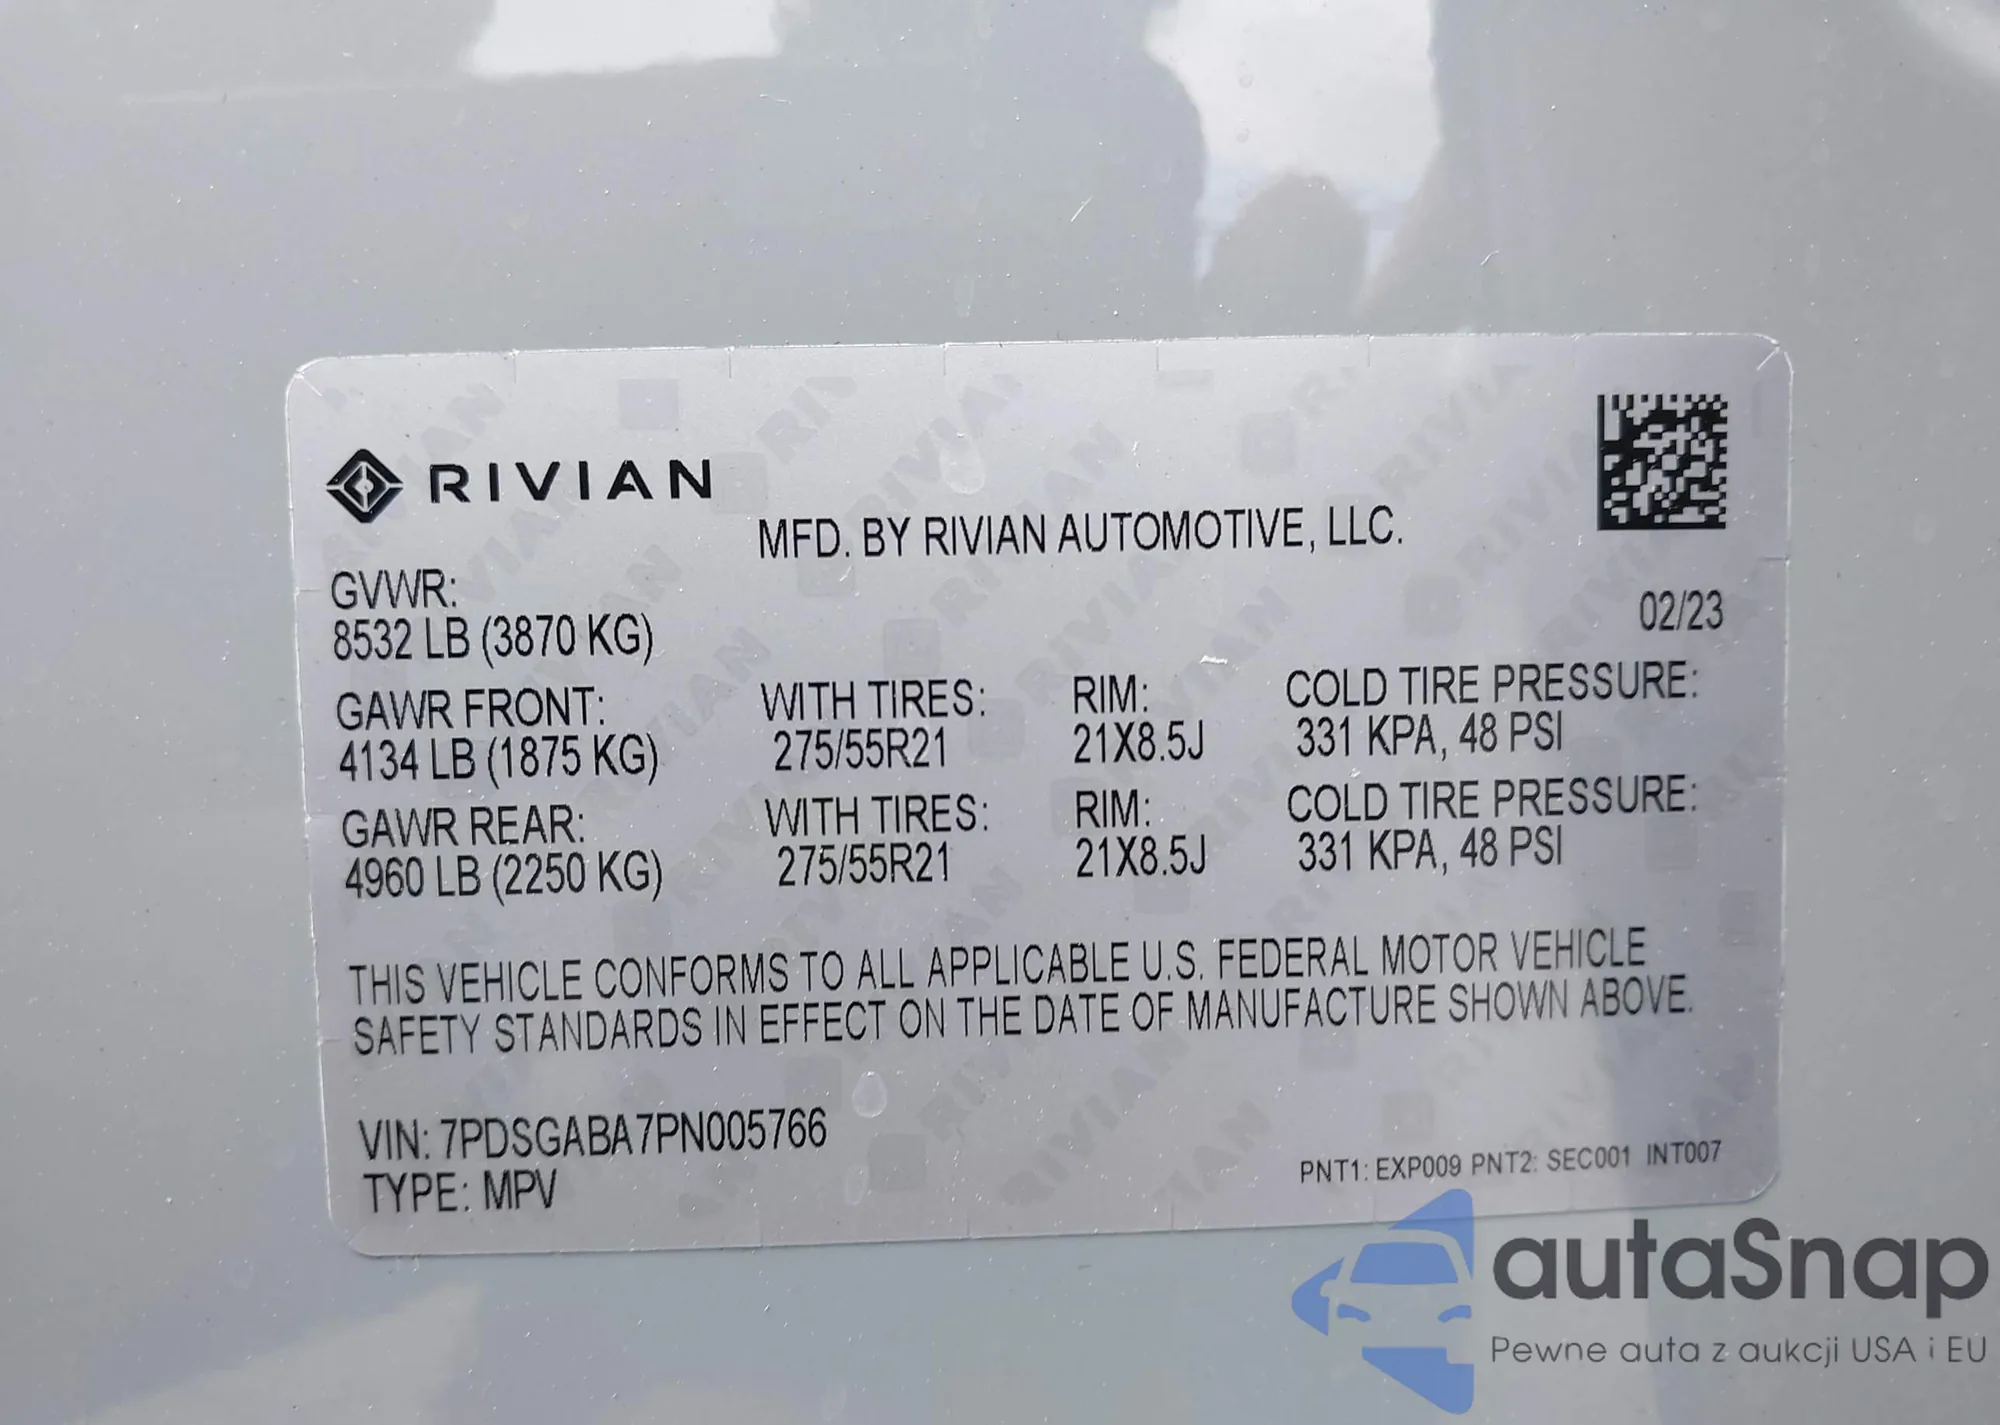 RIVIAN
MFD. BY RIVIAN AUTOMOTIVE, LLC.
GVWR:
8532 LB (3870 KG)
02/23
GAWR FRONT: WITH TIRES: RIM: COLD TIRE PRESSURE:
4134 LB (1875 KG) 275/55R21 21X8.5J 331 KPA, 48 PSI
GAWR REAR: WITH TIRES: RIM: COLD TIRE PRESSURE:
4960 LB (2250 KG) 275/55R21 21X8.5J 331 KPA, 48 PSI
THIS VEHICLE CONFORMS TO ALL APPLICABLE U.S. FEDERAL MOTOR VEHICLE
SAFETY STANDARDS IN EFFECT ON THE DATE OF MANUFACTURE SHOWN ABOVE.
VIN: 7PDSGABA7PN005766
TYPE: MPV
PNT1: EXP009 PNT2: SEC001 INT007
autaSnap
Pewne auta z aukcji USA i EU